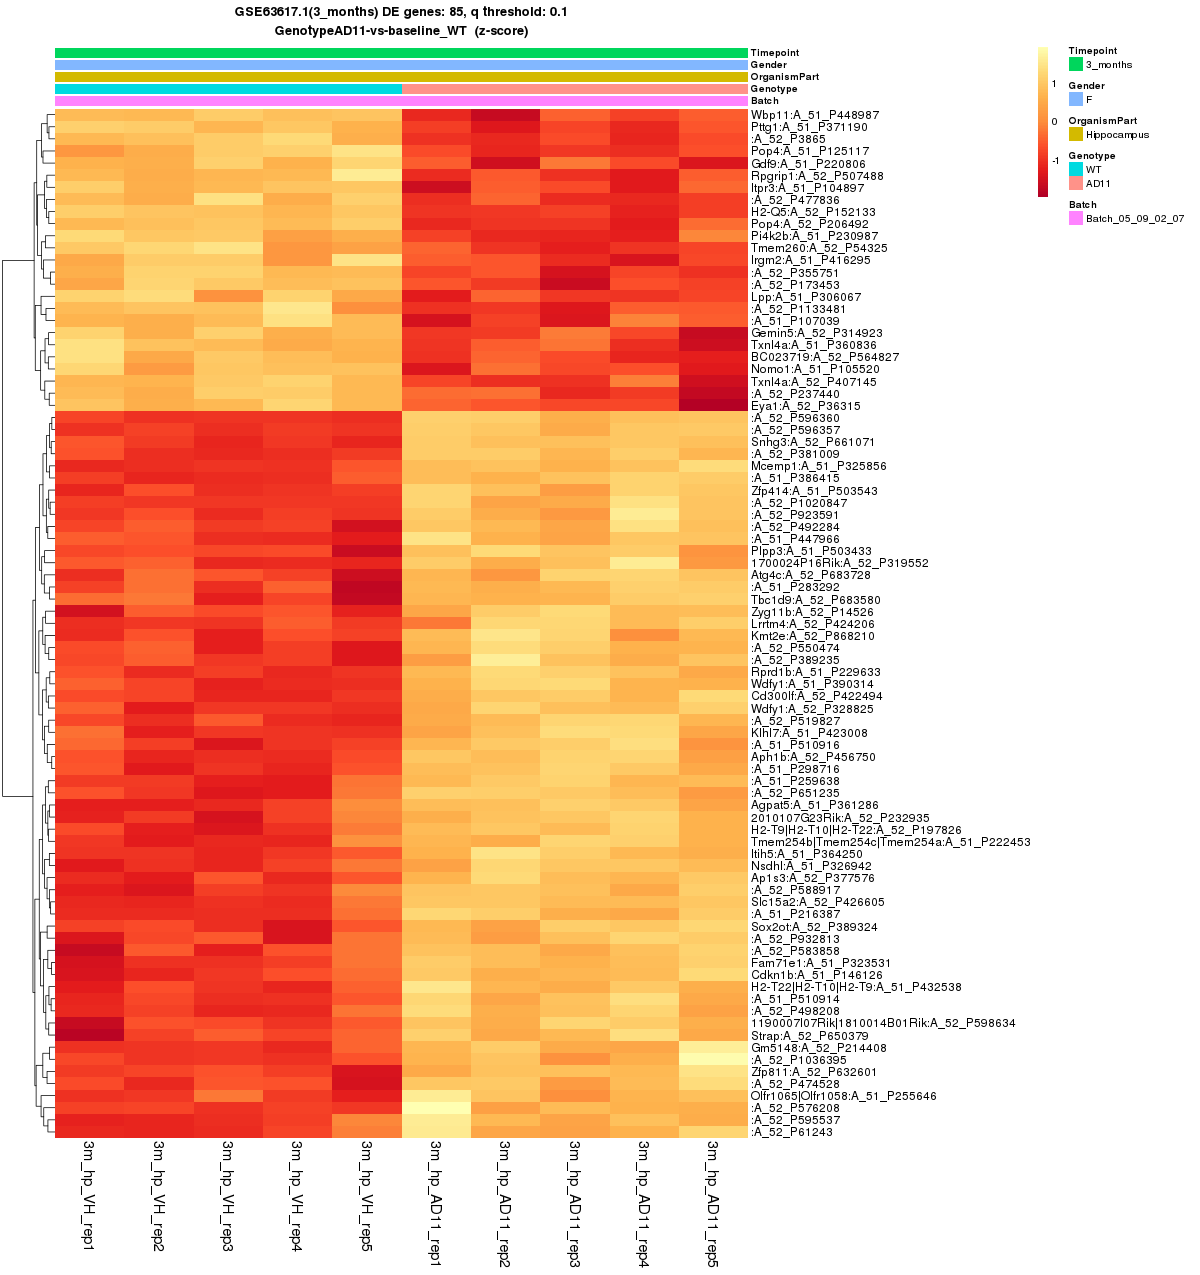 GSE63617.1(3_months) DE genes: 85, q threshold: 0.1
GenotypeAD11-vs-baseline_WT (z-score)
Timepoint
Gender
OrganismPart
Genotype
Batch
Wbp11:A_51_P448987
Pttg1:A_51_P371190
:A_52_P3865
Pop4:A_51_P125117
Gdf9:A_51_P220806
Rpgrip1:A_52_P507488
Itpr3:A_51_P104897
:A_52_P477836
H2-Q5:A_52_P152133
Pop4:A_52_P206492
Pi4k2b:A_51_P230987
Tmem260:A_52_P54325
Irgm2:A_51_P416295
:A_52_P355751
:A_52_P173453
Lpp:A_51_P306067
:A_52_P1133481
:A_51_P107039
Gemin5:A_52_P314923
Txnl4a:A_51_P360836
BC023719:A_52_P564827
Nomo1:A_51_P105520
Txnl4a:A_52_P407145
:A_52_P237440
Eya1:A_52_P36315
:A_52_P596360
:A_52_P596357
Snhg3:A_52_P661071
:A_52_P381009
Mcemp1:A_51_P325856
:A_51_P386415
Zfp414:A_51_P503543
:A_52_P1020847
:A_52_P923591
:A_52_P492284
:A_51_P447966
Plpp3:A_51_P503433
1700024P16Rik:A_52_P319552
Atg4c:A_52_P683728
:A_51_P283292
Tbc1d9:A_52_P683580
Zyg11b:A_52_P14526
Lrrtm4:A_52_P424206
Kmt2e:A_52_P868210
:A_52_P550474
:A_52_P389235
Rprd1b:A_51_P229633
Wdfy1:A_51_P390314
Cd300lf:A_52_P422494
Wdfy1:A_52_P328825
:A_52_P519827
Klhl7:A_51_P423008
:A_51_P510916
Aph1b:A_52_P456750
:A_51_P298716
:A_51_P259638
:A_52_P651235
Agpat5:A_51_P361286
2010107G23Rik:A_52_P232935
H2-T9|H2-T10|H2-T22:A_52_P197826
Tmem254b|Tmem254c|Tmem254a:A_51_P222453
Itih5:A_51_P364250
Nsdhl:A_51_P326942
Ap1s3:A_52_P377576
:A_52_P588917
Slc15a2:A_52_P426605
:A_51_P216387
Sox2ot:A_52_P389324
:A_52_P932813
:A_52_P583858
Fam71e1:A_51_P323531
Cdkn1b:A_51_P146126
H2-T22|H2-T10|H2-T9:A_51_P432538
:A_51_P510914
:A_52_P498208
1190007I07Rik|1810014B01Rik:A_52_P598634
Strap:A_52_P650379
Gm5148:A_52_P214408
:A_52_P1036395
Zfp811:A_52_P632601
:A_52_P474528
Olfr1065|Olfr1058:A_51_P255646
:A_52_P576208
:A_52_P595537
:A_52_P61243
3m_hp_VH_rep1
3m_hp_VH_rep2
3m_hp_VH_rep3
3m_hp_VH_rep4
3m_hp_VH_rep5
3m_hp_AD11_rep1
3m_hp_AD11_rep2
3m_hp_AD11_rep3
3m_hp_AD11_rep4
3m_hp_AD11_rep5
1
0
-1
Timepoint
3_months
Gender
F
OrganismPart
Hippocampus
Genotype
WT
AD11
Batch
Batch_05_09_02_07